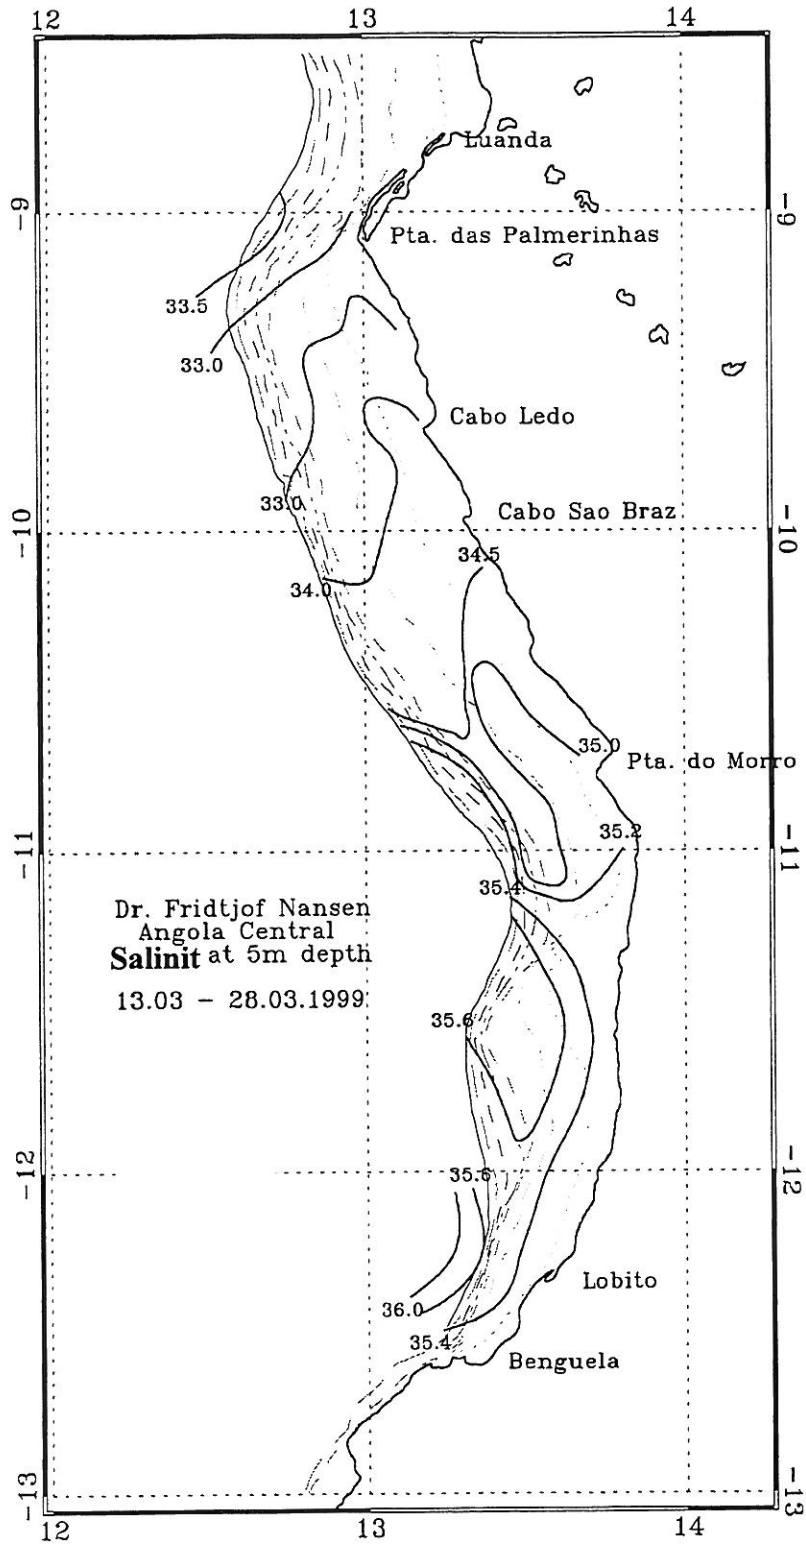 12 13 14
Luanda
-9 -9
Pta. das Palmerinhas
33.5
33.0
Cabo Ledo
33.0
Cabo Sao Braz
-10 -10
34.5
34.0
35.0
Pta. do Morro
35.2
-11 -11
35.4
Dr. Fridtjof Nansen
Angola Central
Salinit at 5m depth
13.03 - 28.03.1999
35.6
-12 -12
35.6
Lobito
36.0
35.4
Benguela
-13 -13
12 13 14